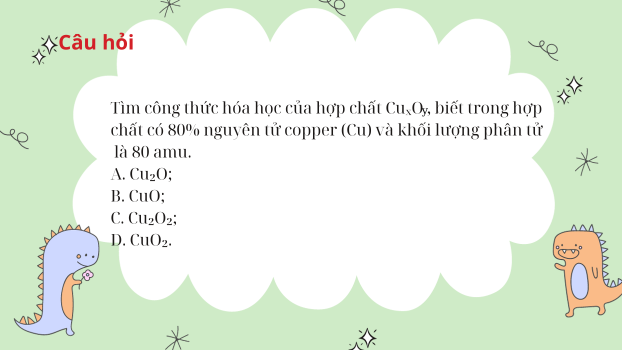 Câu hỏi
Tìm công thức hóa học của hợp chất CuₓOᵧ, biết trong hợp
chất có 80% nguyên tử copper (Cu) và khối lượng phân tử
là 80 amu.
A. Cu₂O;
B. CuO;
C. Cu₂O₂;
D. CuO₂.